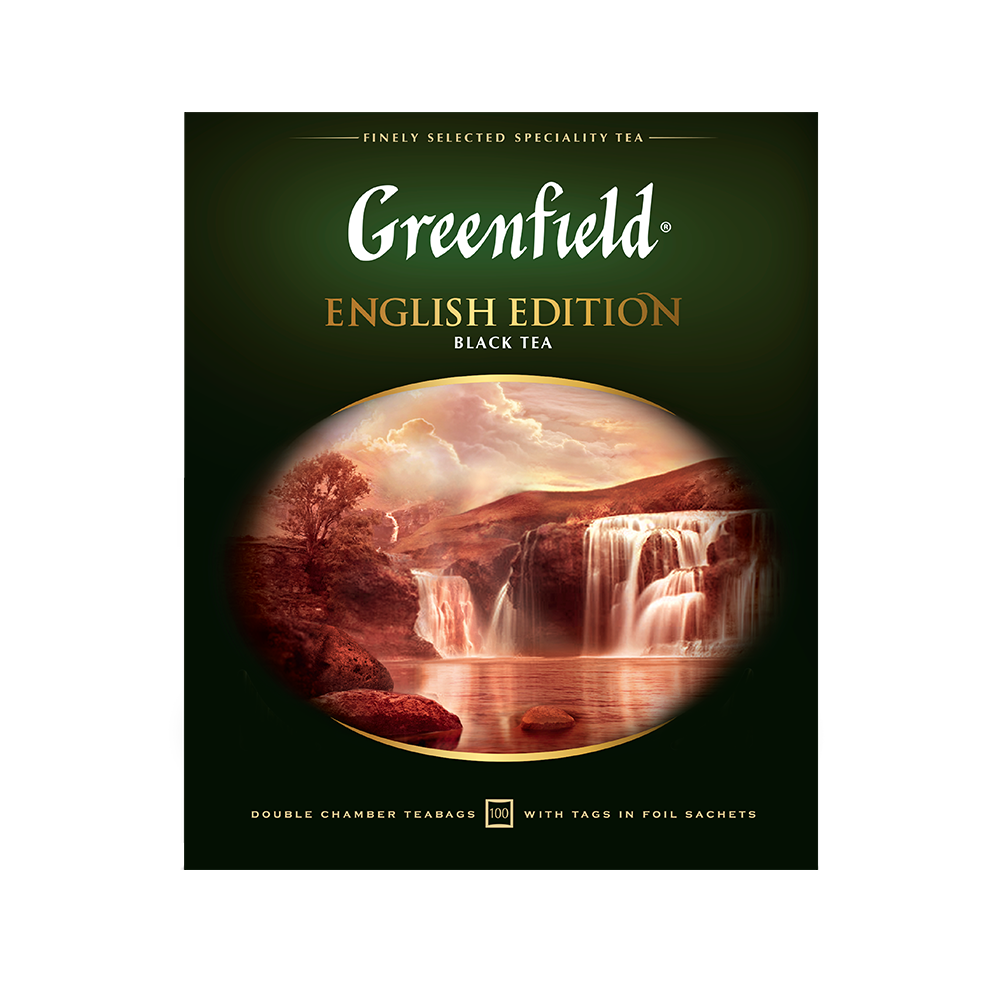 FINELY SELECTED SPECIALITY TEA
Greenfield®
ENGLISH EDITION
BLACK TEA
DOUBLE CHAMBER TEABAGS 100 WITH TAGS IN FOIL SACHETS